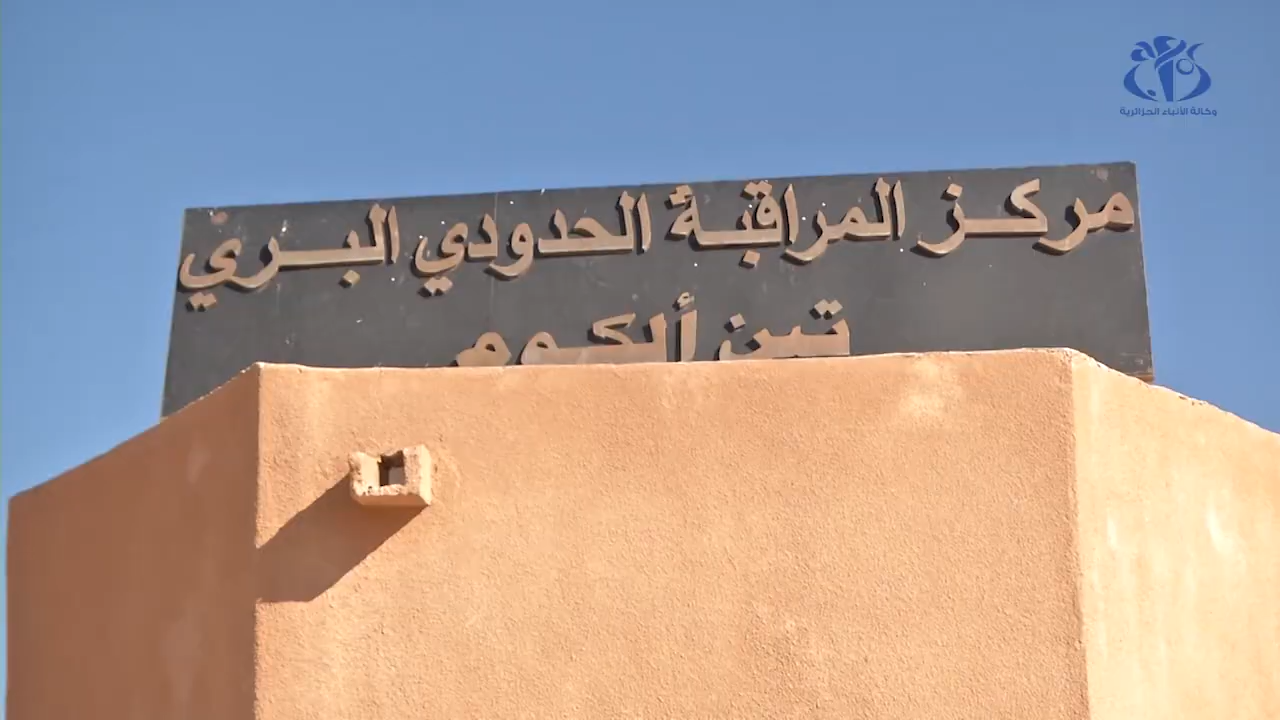 وكالة الأنباء الجزائرية
مركز المراقبة الحدودي البري
تين ألكوم